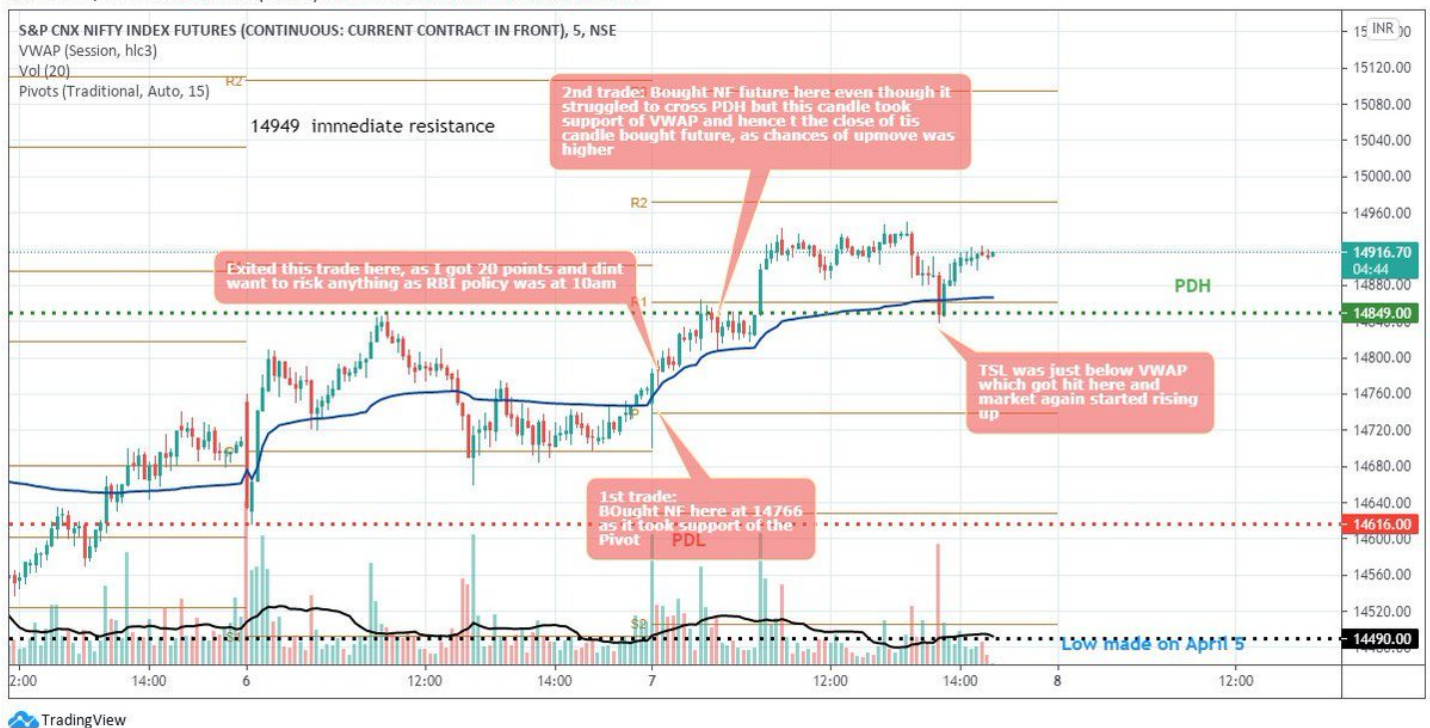 S&P CNX NIFTY INDEX FUTURES (CONTINUOUS: CURRENT CONTRACT IN FRONT), 5, NSE
VWAP (Session, hlc3)
Vol (20)
Pivots (Traditional, Auto, 15)
INR
15120.00
15080.00
15040.00
15000.00
14960.00
14916.70
04:44
14880.00
14849.00
14800.00
14760.00
14720.00
14680.00
14640.00
14616.00
14600.00
14560.00
14520.00
14490.00
R2
14949 immediate resistance
2nd trade: Bought NF future here even though it
struggled to cross PDH but this candle took
support of VWAP and hence t the close of tis
candle bought future, as chances of upmove was
higher
R2
Exited this trade here, as I got 20 points and dint
want to risk anything as RBI policy was at 10am
R1
PDH
TSL was just below VWAP
which got hit here and
market again started rising
up
P
P
1st trade:
BOught NF here at 14766
as it took support of the
Pivot
PDL
S2
Low made on April 5
2:00
14:00
6
12:00
14:00
7
12:00
14:00
8
12:00
TradingView